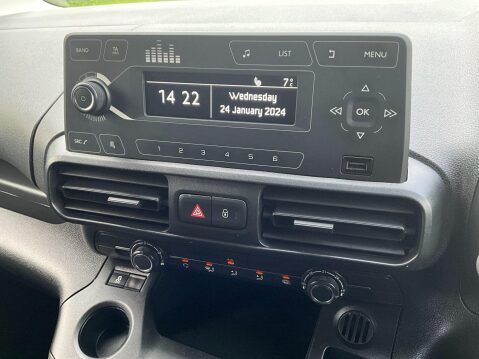 BAND TA LIST MENU
7°C
14 22 Wednesday
24 January 2024
OK
SRC
1 2 3 4 5 6